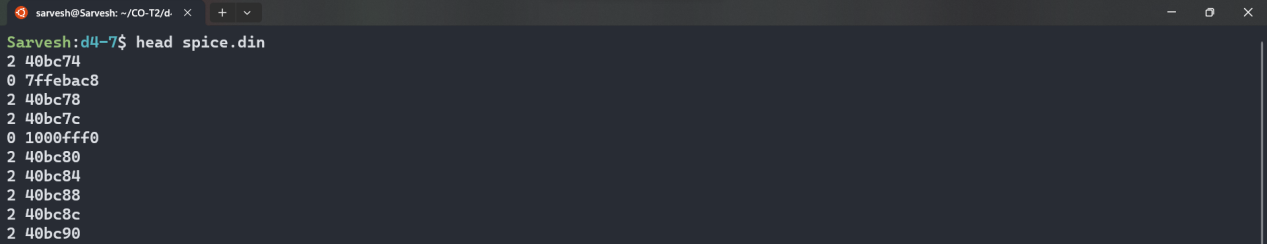 sarvesh@Sarvesh: ~/CO-T2/d-
Sarvesh:d4-7$ head spice.din
2 40bc74
0 7ffebac8
2 40bc78
2 40bc7c
0 1000fff0
2 40bc80
2 40bc84
2 40bc88
2 40bc8c
2 40bc90